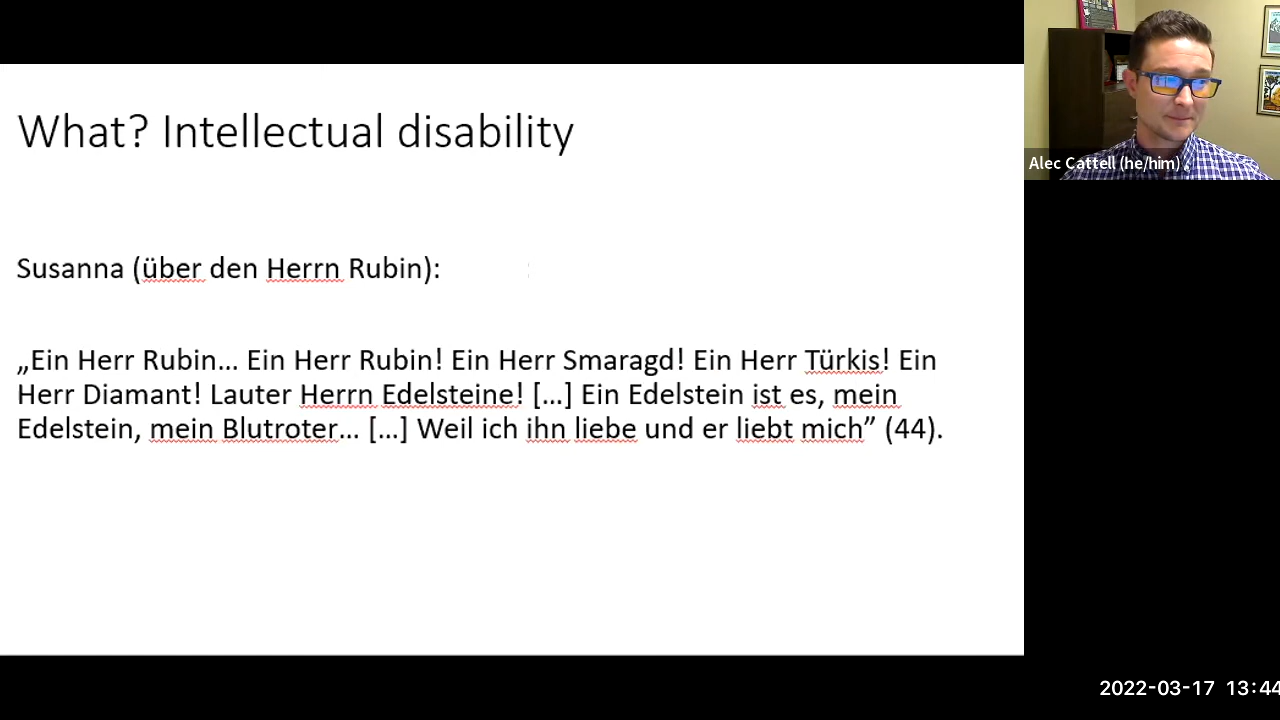 What? Intellectual disability
Alec Cattell (he/him)
Susanna (über den Herrn Rubin):
„Ein Herr Rubin... Ein Herr Rubin! Ein Herr Smaragd! Ein Herr Türkis! Ein
Herr Diamant! Lauter Herrn Edelsteine! [...] Ein Edelstein ist es, mein
Edelstein, mein Blutroter... [...] Weil ich ihn liebe und er liebt mich” (44).
2022-03-17 13:44